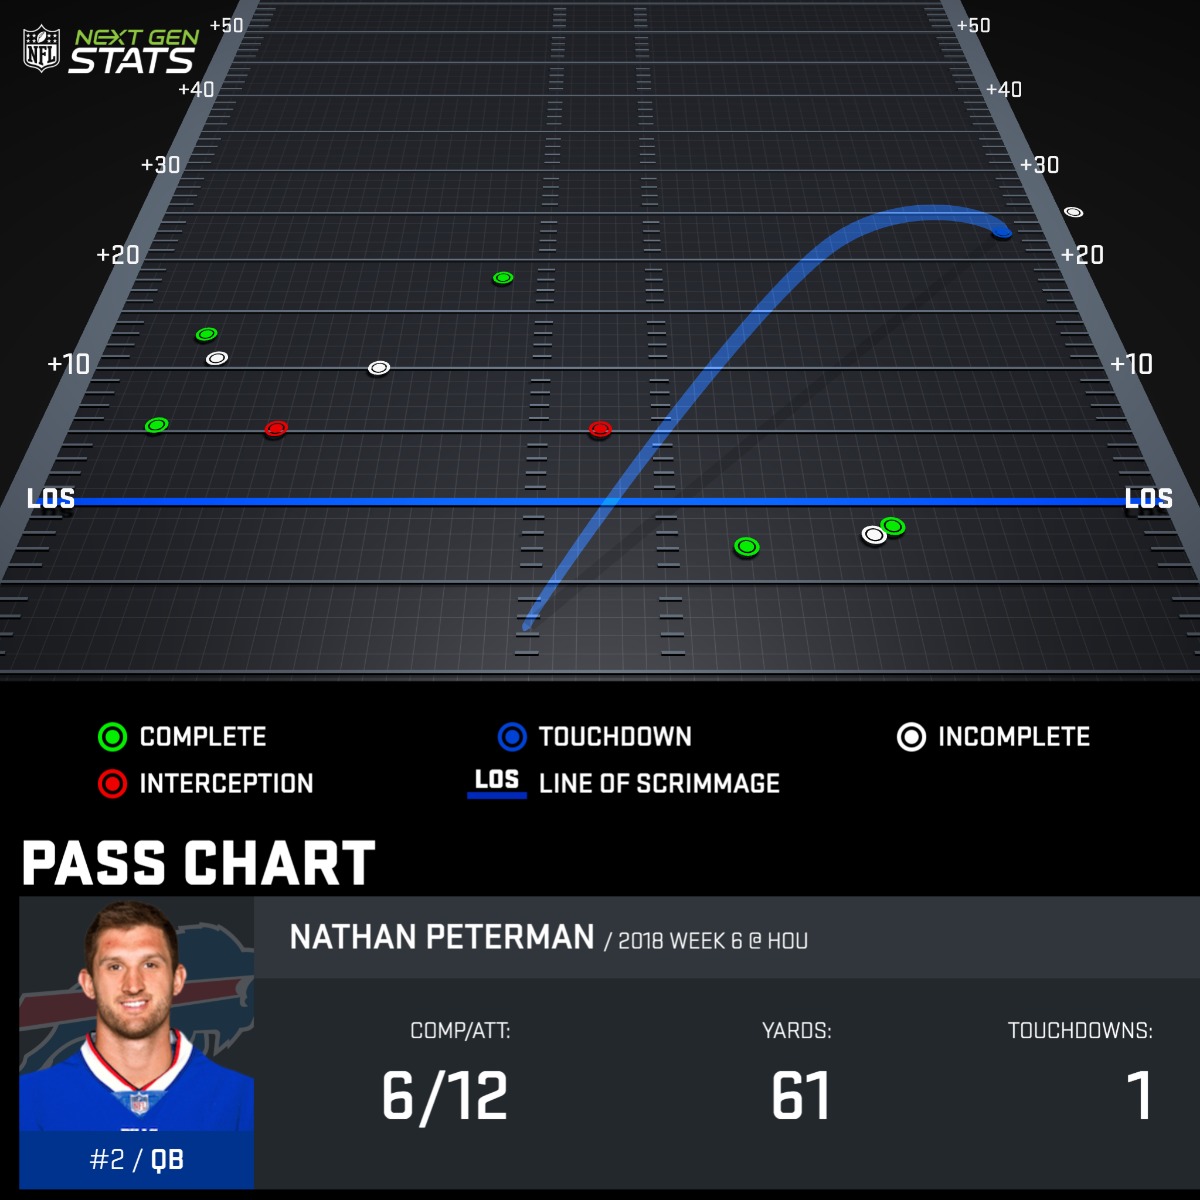 +50 +50
NFL NEXT GEN
STATS
+40 +40
+30 +30
+20 +20
+10 +10
LOS LOS
COMPLETE TOUCHDOWN INCOMPLETE
INTERCEPTION LOS LINE OF SCRIMMAGE
PASS CHART
NATHAN PETERMAN / 2018 WEEK 6 @ HOU
COMP/ATT: YARDS: TOUCHDOWNS:
6/12 61 1
#2 / QB